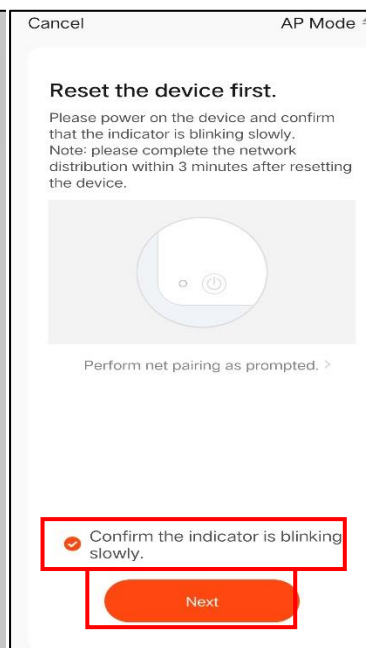 Cancel
AP Mode
Reset the device first.
Please power on the device and confirm
that the indicator is blinking slowly.
Note: please complete the network
distribution within 3 minutes after resetting
the device.
Perform net pairing as prompted. >
Confirm the indicator is blinking
slowly.
Next